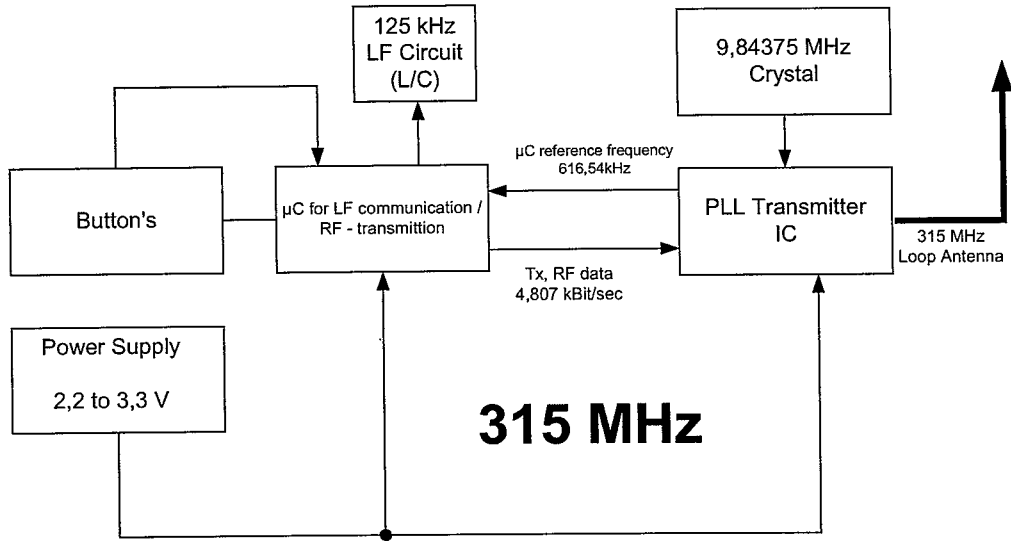 125 kHz
LF Circuit
(L/C)
9,84375 MHz
Crystal
µC reference frequency
616,54kHz
Button's
µC for LF communication /
RF - transmittion
PLL Transmitter
IC
315 MHz
Loop Antenna
Tx, RF data
4,807 kBit/sec
Power Supply
2,2 to 3,3 V
315 MHz